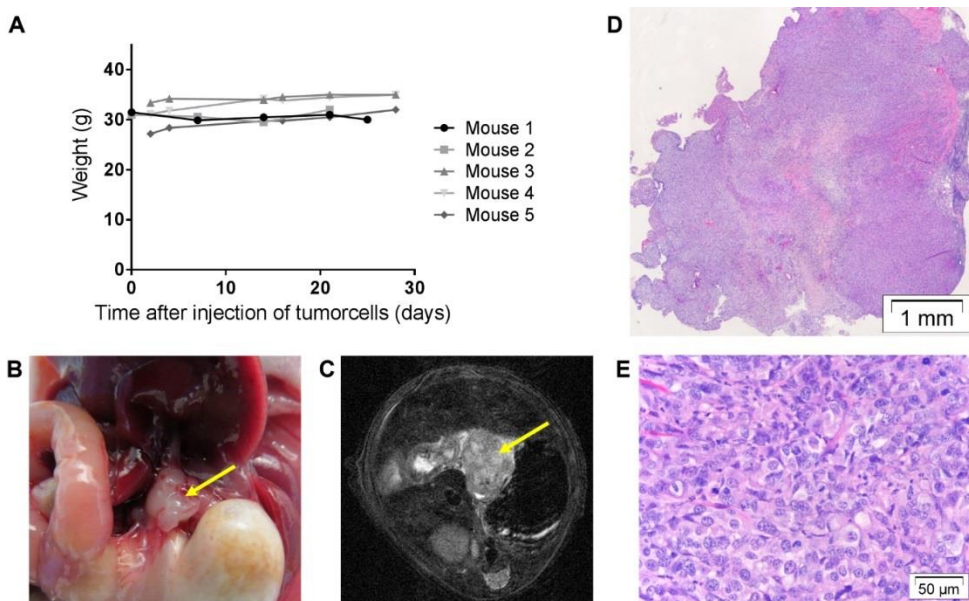 A
Weight (g)
40
30
20
10
0
0
10
20
30
Time after injection of tumorcells (days)
Mouse 1
Mouse 2
Mouse 3
Mouse 4
Mouse 5
D
1 mm
B
C
E
50 µm